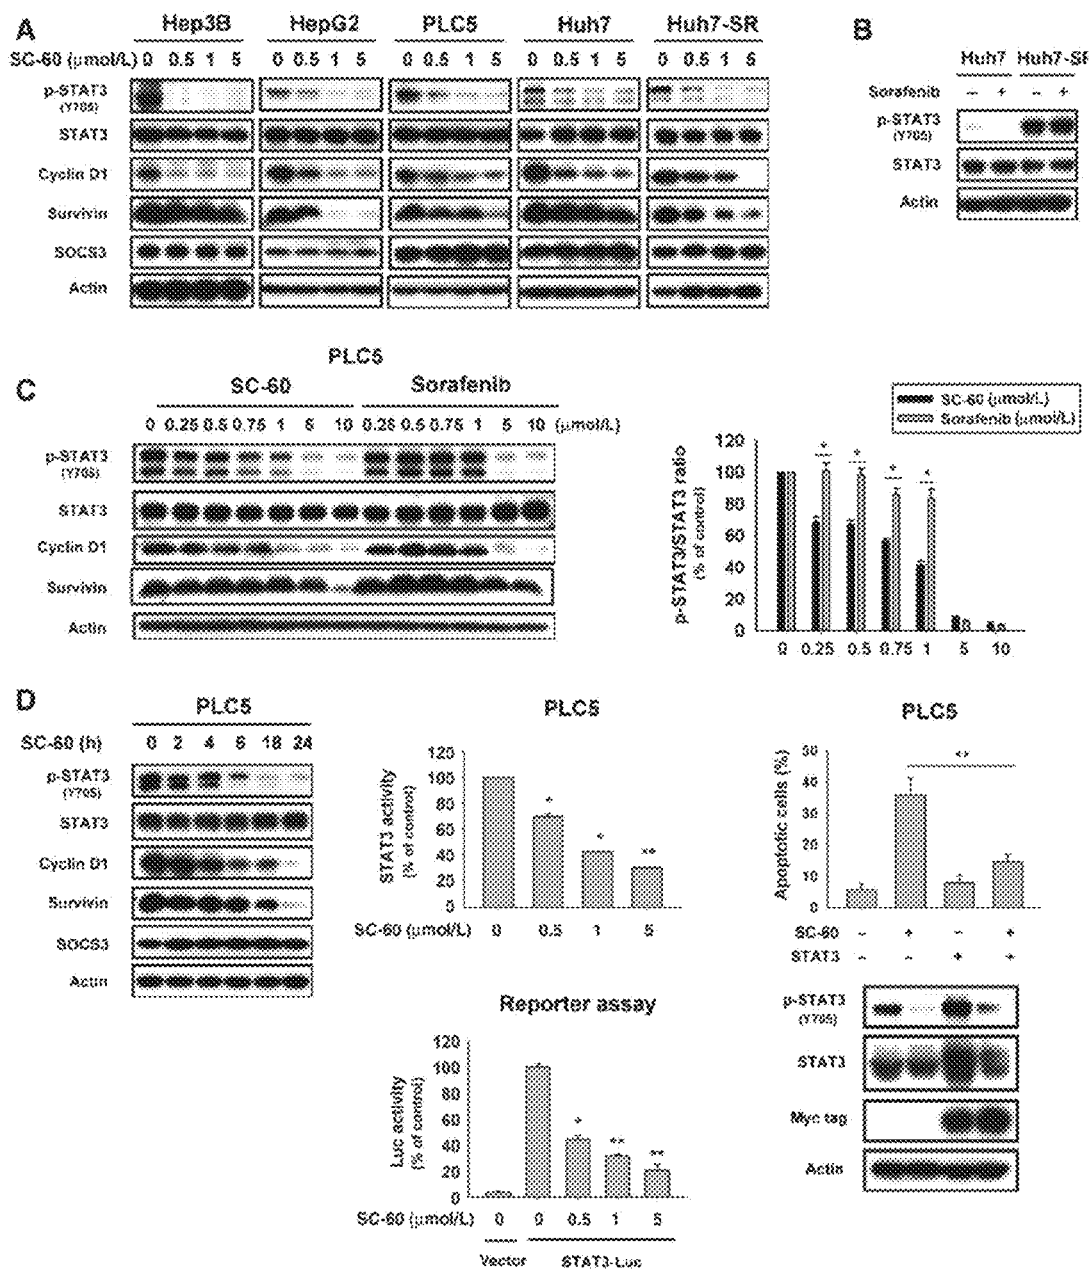 A
Hep3B HepG2 PLC5 Huh7 Huh7-SR
SC-60 (μmol/L) 0 0.5 1 5 0 0.5 1 5 0 0.5 1 5 0 0.5 1 5 0 0.5 1 5
p-STAT3
(Y705)
STAT3
Cyclin D1
Survivin
SOCS3
Actin
B
Huh7 Huh7-SR
Sorafenib – + – +
p-STAT3
(Y705)
STAT3
Actin
C
PLC5
SC-60 Sorafenib
0 0.25 0.5 0.75 1 5 10 0.25 0.5 0.75 1 5 10 (μmol/L)
p-STAT3
(Y705)
STAT3
Cyclin D1
Survivin
Actin
SC-60 (μmol/L)
Sorafenib (μmol/L)
p-STAT3/STAT3 ratio
(% of control)
120
100
80
60
40
20
0
* * * *
0 0.25 0.5 0.75 1 5 10
D
PLC5
SC-60 (h) 0 2 4 6 18 24
p-STAT3
(Y705)
STAT3
Cyclin D1
Survivin
SOCS3
Actin
PLC5
STAT3 activity
(% of control)
120
100
80
60
40
20
0
* * **
SC-60 (μmol/L) 0 0.5 1 5
Reporter assay
Luc activity
(% of control)
120
100
80
60
40
20
0
* ** **
SC-60 (μmol/L) 0 0 0.5 1 5
Vector STAT3-Luc
PLC5
Apoptotic cells (%)
50
40
30
20
10
0
**
SC-60 – + – +
STAT3 – – + +
p-STAT3
(Y705)
STAT3
Myc tag
Actin